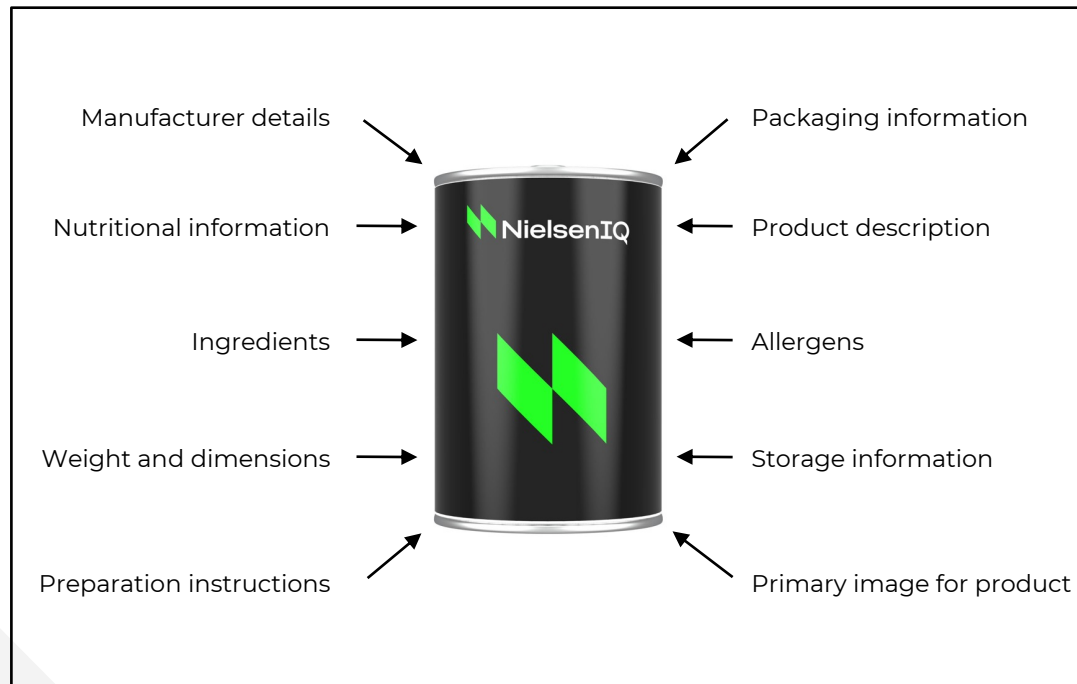 Manufacturer details
Packaging information
NielsenIQ
Nutritional information
Product description
Ingredients
Allergens
Weight and dimensions
Storage information
Preparation instructions
Primary image for product